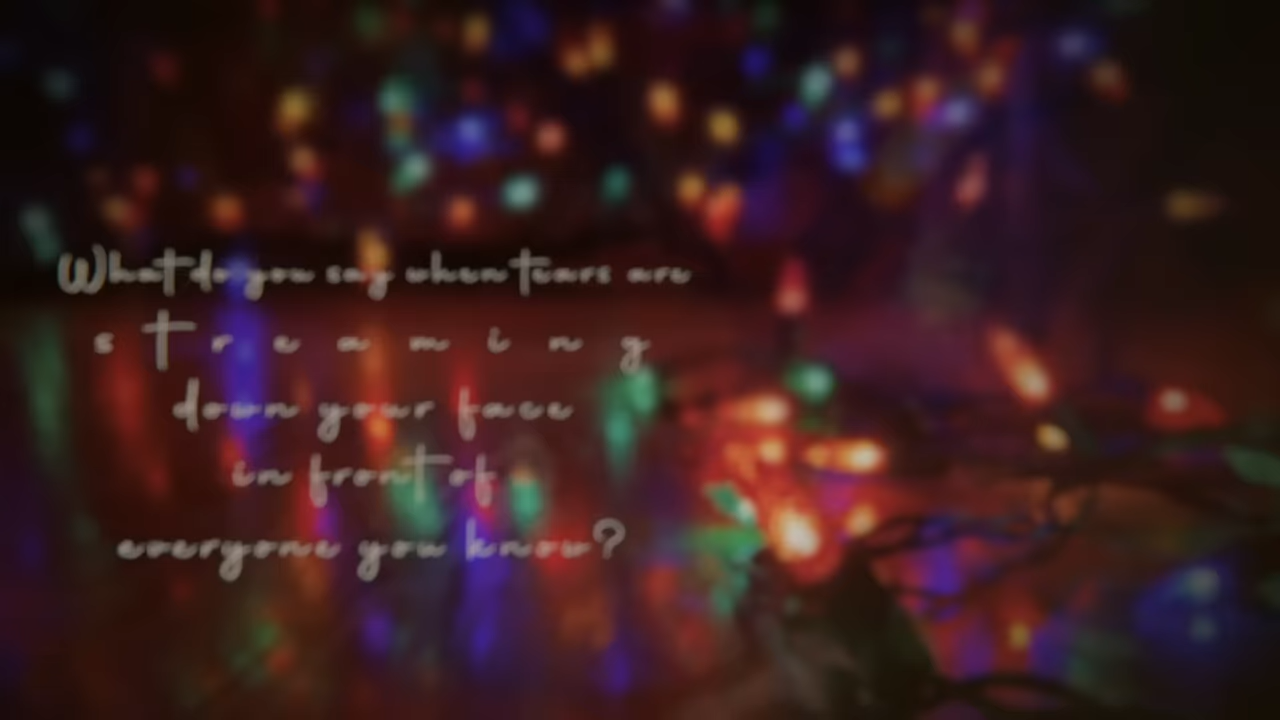 What do you say when tears are
s t r e a m i n g
down your face
in front of
everyone you know?